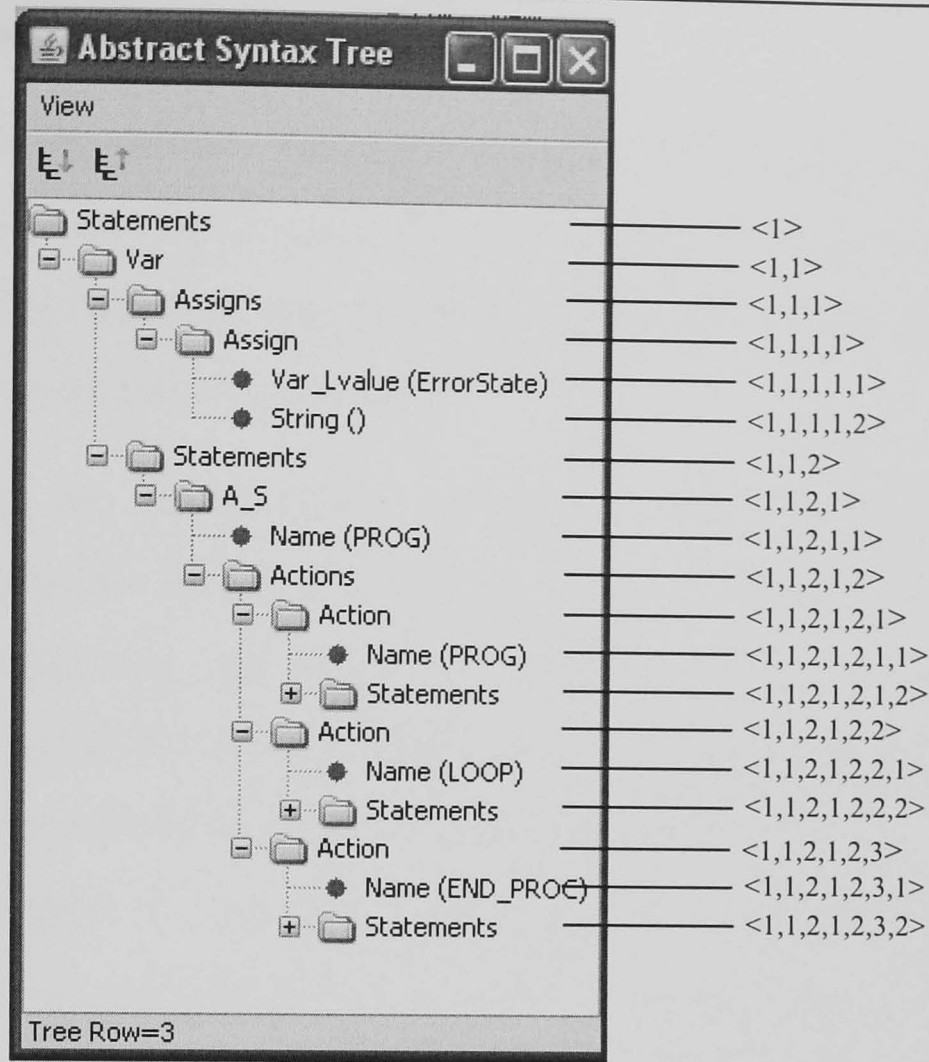 Abstract Syntax Tree
View
Statements <1>
Var <1,1>
Assigns <1,1,1>
Assign <1,1,1,1>
Var_Lvalue (ErrorState) <1,1,1,1,1>
String () <1,1,1,1,2>
Statements <1,1,2>
A_S <1,1,2,1>
Name (PROG) <1,1,2,1,1>
Actions <1,1,2,1,2>
Action <1,1,2,1,2,1>
Name (PROG) <1,1,2,1,2,1,1>
Statements <1,1,2,1,2,1,2>
Action <1,1,2,1,2,2>
Name (LOOP) <1,1,2,1,2,2,1>
Statements <1,1,2,1,2,2,2>
Action <1,1,2,1,2,3>
Name (END_PROG) <1,1,2,1,2,3,1>
Statements <1,1,2,1,2,3,2>
Tree Row=3